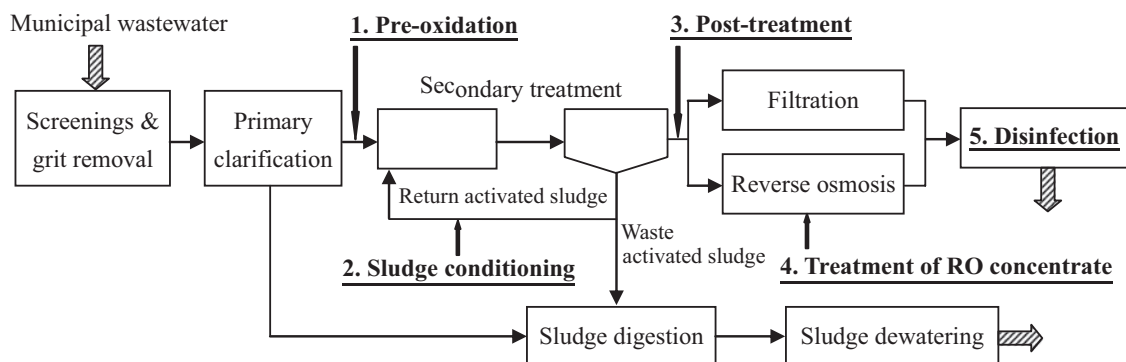 Municipal wastewater
1. Pre-oxidation
3. Post-treatment
Secondary treatment
Screenings &
grit removal
Primary
clarification
Filtration
5. Disinfection
Return activated sludge
Reverse osmosis
Waste
activated sludge
2. Sludge conditioning
4. Treatment of RO concentrate
Sludge digestion
Sludge dewatering